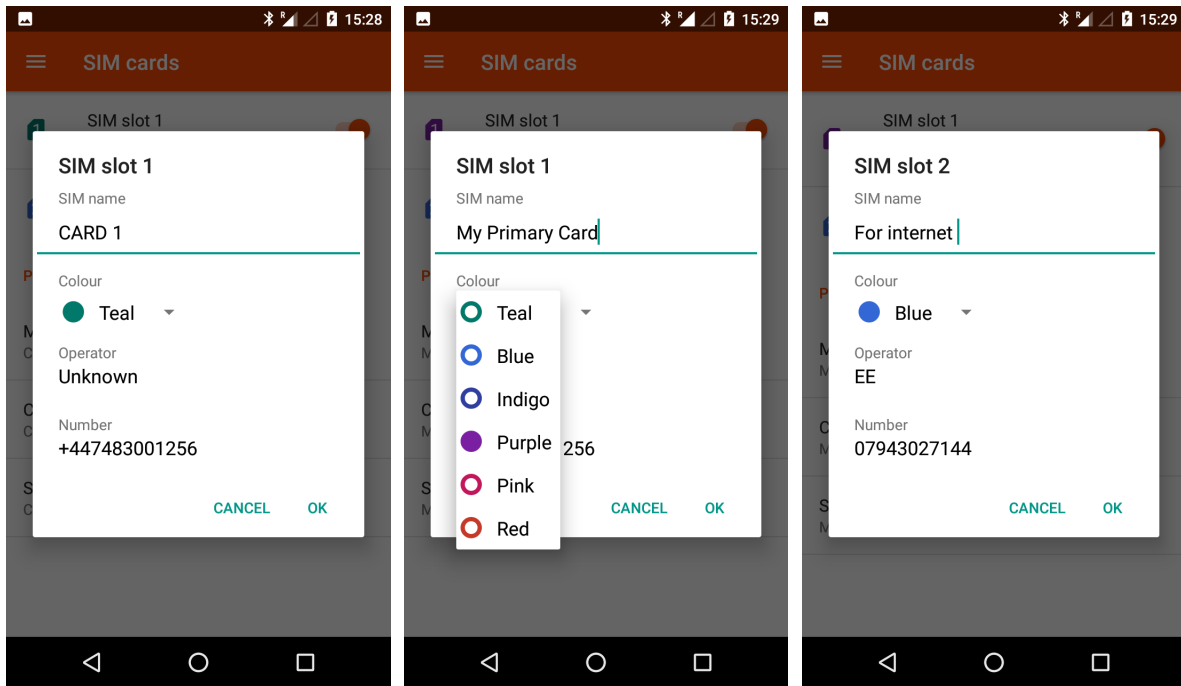 R
15:28
SIM cards
SIM slot 1
SIM slot 1
SIM name
CARD 1
Colour
Teal
Operator
Unknown
Number
+447483001256
CANCEL
OK
R
15:29
SIM cards
SIM slot 1
SIM slot 1
SIM name
My Primary Card
Colour
Teal
Blue
Indigo
Purple
256
Pink
Red
CANCEL
OK
R
15:29
SIM cards
SIM slot 1
SIM slot 2
SIM name
For internet
Colour
Blue
Operator
EE
Number
07943027144
CANCEL
OK